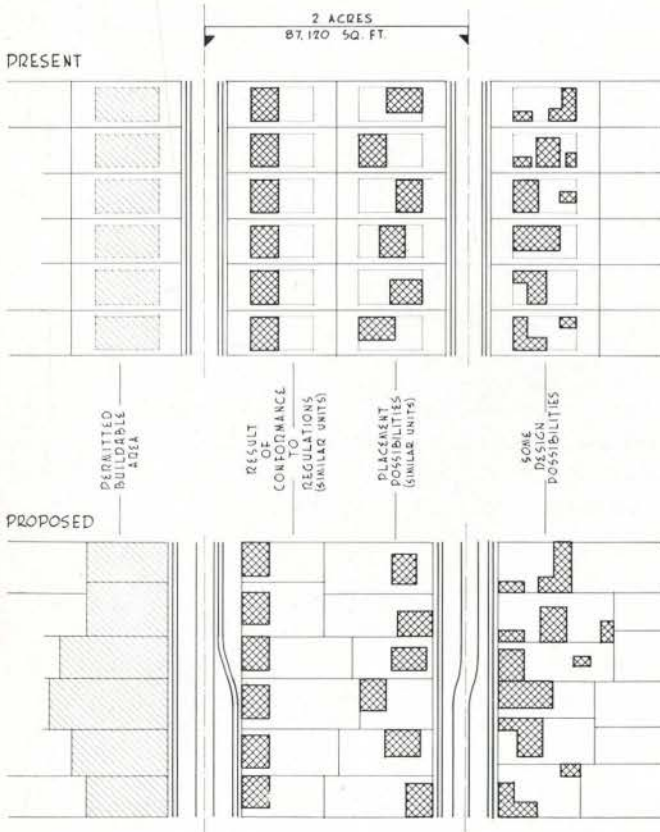 2 ACRES
87,120 SQ. FT.
PRESENT
PERMITTED
BUILDABLE
AREA
RESULT
OF
CONFORMANCE
TO
REGULATIONS
(SIMILAR UNITS)
PLACEMENT
POSSIBILITIES
(SIMILAR UNITS)
SOME
DESIGN
POSSIBILITIES
PROPOSED